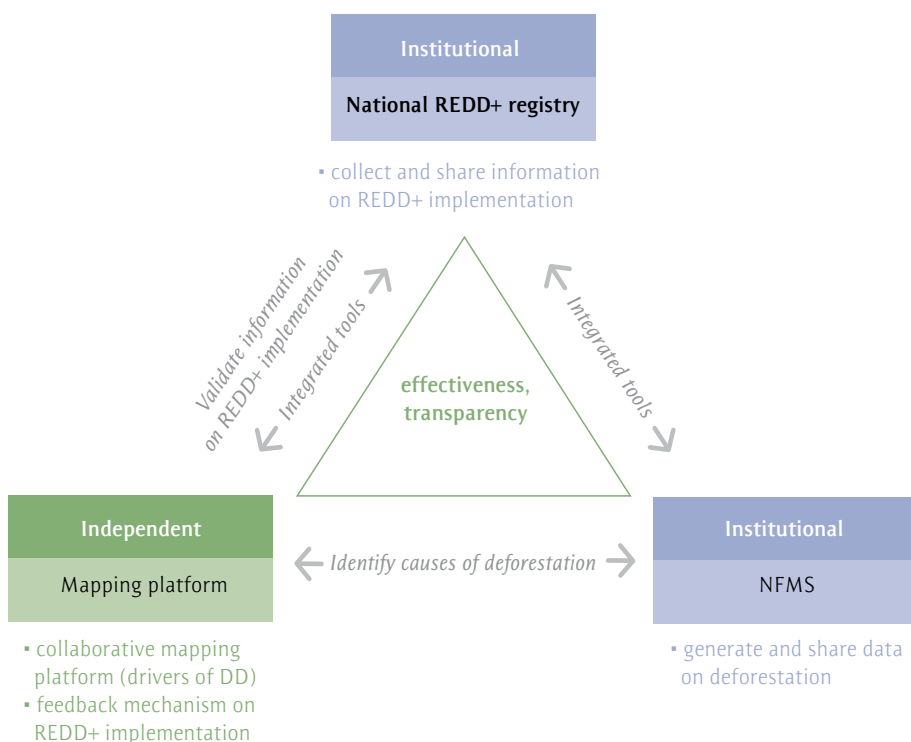 Institutional
National REDD+ registry
▪ collect and share information
on REDD+ implementation
Validate information
on REDD+ implementation
Integrated tools
Integrated tools
effectiveness,
transparency
Independent
Mapping platform
▪ collaborative mapping
platform (drivers of DD)
▪ feedback mechanism on
REDD+ implementation
Identify causes of deforestation
Institutional
NFMS
▪ generate and share data
on deforestation